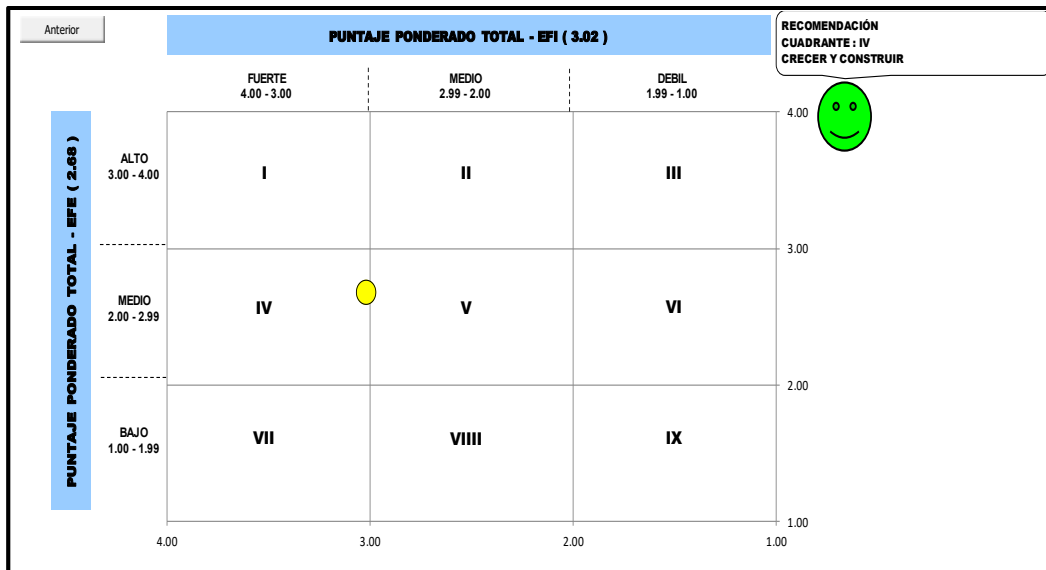 Anterior
PUNTAJE PONDERADO TOTAL - EFI ( 3.02 )
RECOMENDACIÓN
CUADRANTE : IV
CRECER Y CONSTRUIR
FUERTE
4.00 - 3.00
MEDIO
2.99 - 2.00
DEBIL
1.99 - 1.00
PUNTAJE PONDERADO TOTAL - EFE ( 2.68 )
4.00
ALTO
3.00 - 4.00
I
II
III
3.00
MEDIO
2.00 - 2.99
IV
V
VI
2.00
BAJO
1.00 - 1.99
VII
VIIII
IX
1.00
4.00
3.00
2.00
1.00